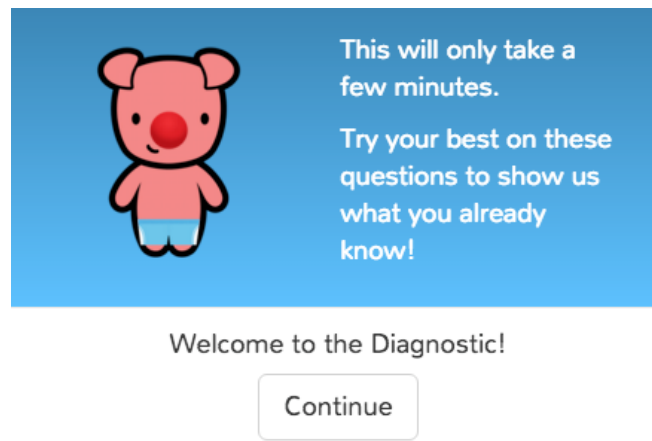 This will only take a
few minutes.
Try your best on these
questions to show us
what you already
know!
Welcome to the Diagnostic!
Continue